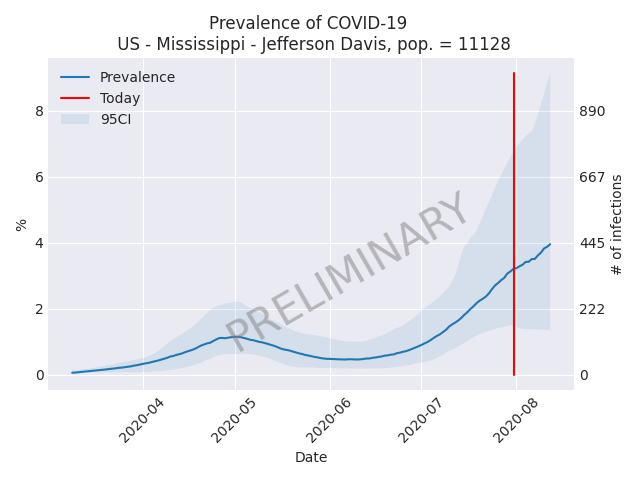 Prevalence of COVID-19
US - Mississippi - Jefferson Davis, pop. = 11128
Prevalence
Today
95CI
8
6
4
2
0
%
890
667
445
222
0
# of infections
PRELIMINARY
2020-04
2020-05
2020-06
2020-07
2020-08
Date